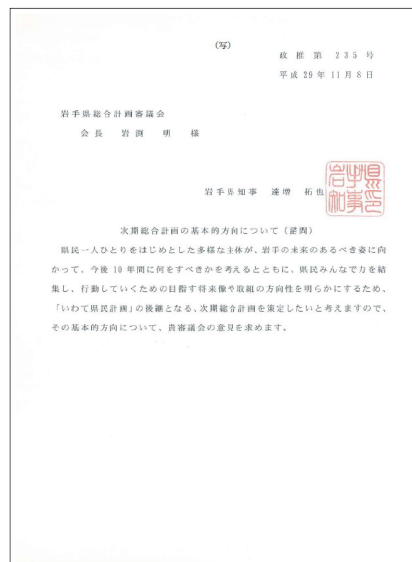 (写)
政推第235号
平成29年11月8日
岩手県総合計画審議会
会長 岩渕 明 様
岩手県知事 達増 拓也
岩手県知事之印
次期総合計画の基本的方向について(諮問)
県民一人ひとりをはじめとした多様な主体が、岩手の未来のあるべき姿に向
かって、今後10年間に何をすべきかを考えるとともに、県民みんなで力を結
集し、行動していくための目指す将来像や取組の方向性を明らかにするため、
「いわて県民計画」の後継となる、次期総合計画を策定したいと考えますので、
その基本的方向について、貴審議会の意見を求めます。